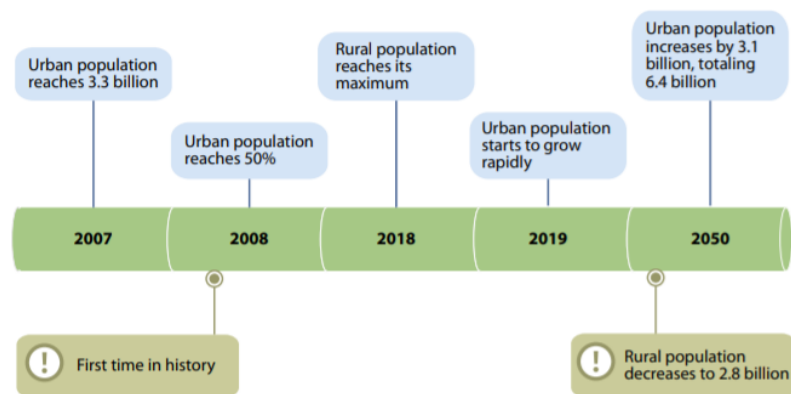 Urban population
reaches 3.3 billion
Urban population
reaches 50%
Rural population
reaches its
maximum
Urban population
starts to grow
rapidly
Urban population
increases by 3.1
billion, totaling
6.4 billion
2007
2008
2018
2019
2050
First time in history
Rural population
decreases to 2.8 billion